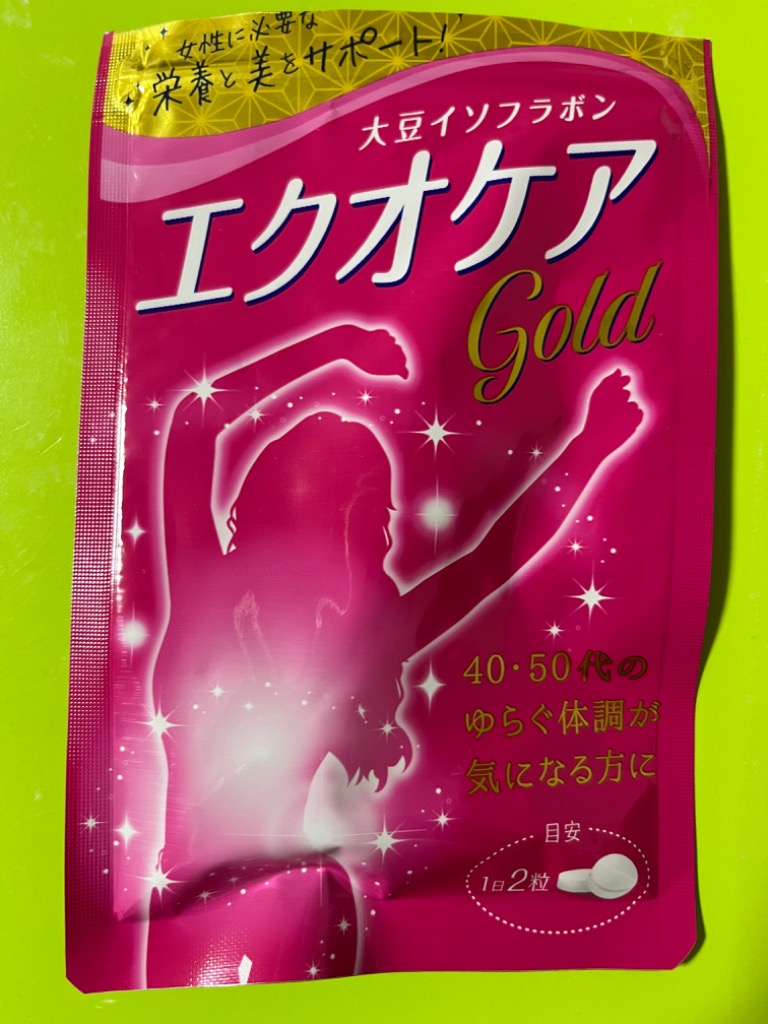 女性に必要な
栄養と美をサポート!
大豆イソフラボン
エクオケア
Gold
40・50代の
ゆらぐ体調が
気になる方に
目安
1日2粒